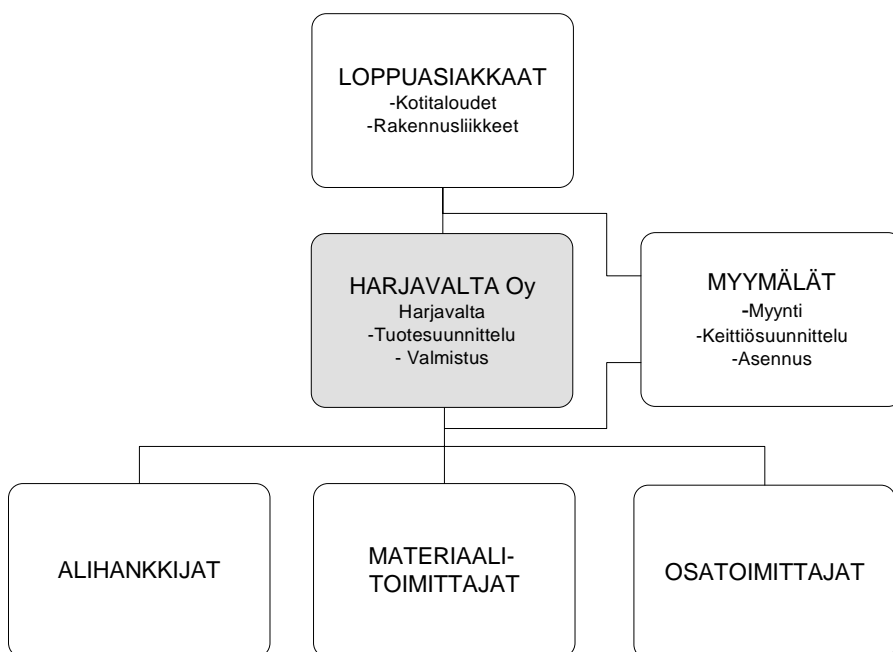 LOPPUASIAKKAAT
-Kotitaloudet
-Rakennusliikkeet
HARJAVALTA Oy
Harjavalta
-Tuotesuunnittelu
- Valmistus
MYYMÄLÄT
-Myynti
-Keittiösuunnittelu
-Asennus
ALIHANKKIJAT
MATERIAALI-
TOIMITTAJAT
OSATOIMITTAJAT